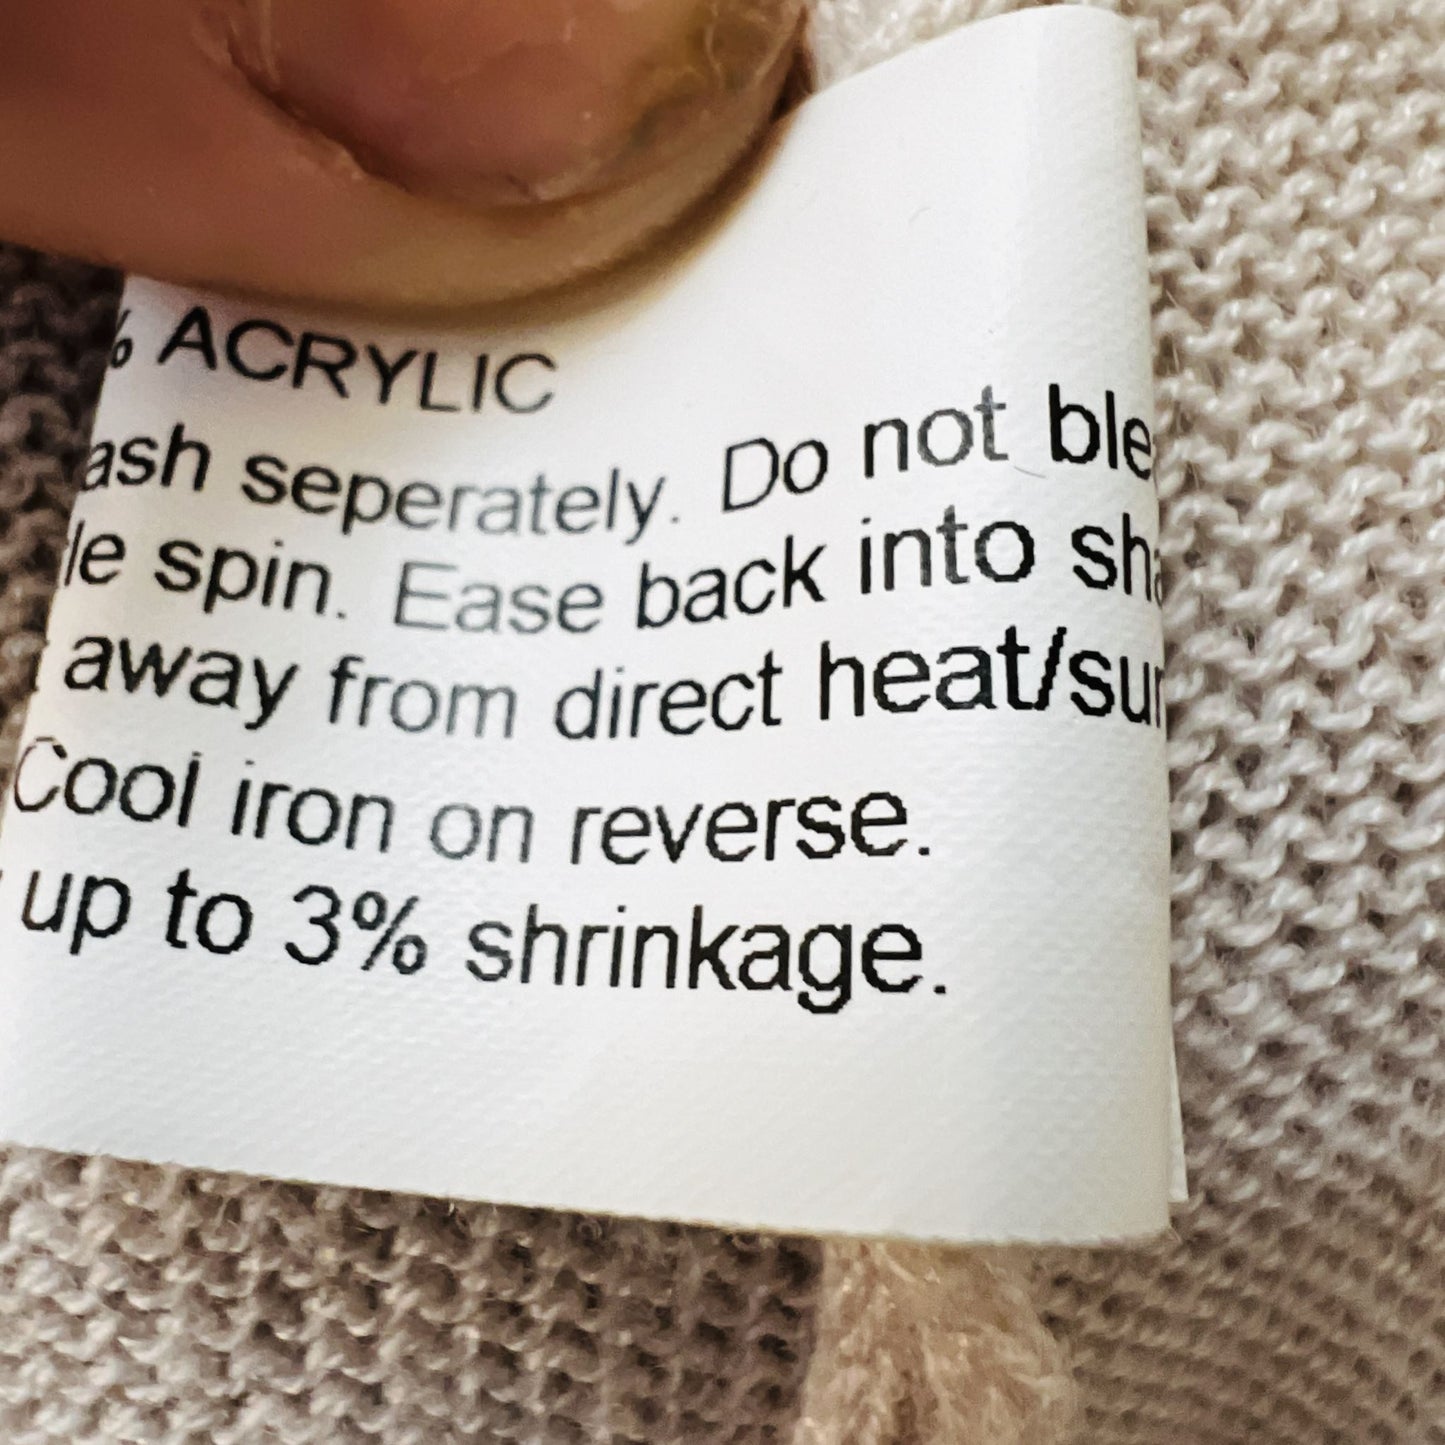 % ACRYLIC
ash seperately. Do not ble
le spin. Ease back into sha
away from direct heat/sun
Cool iron on reverse.
up to 3% shrinkage.